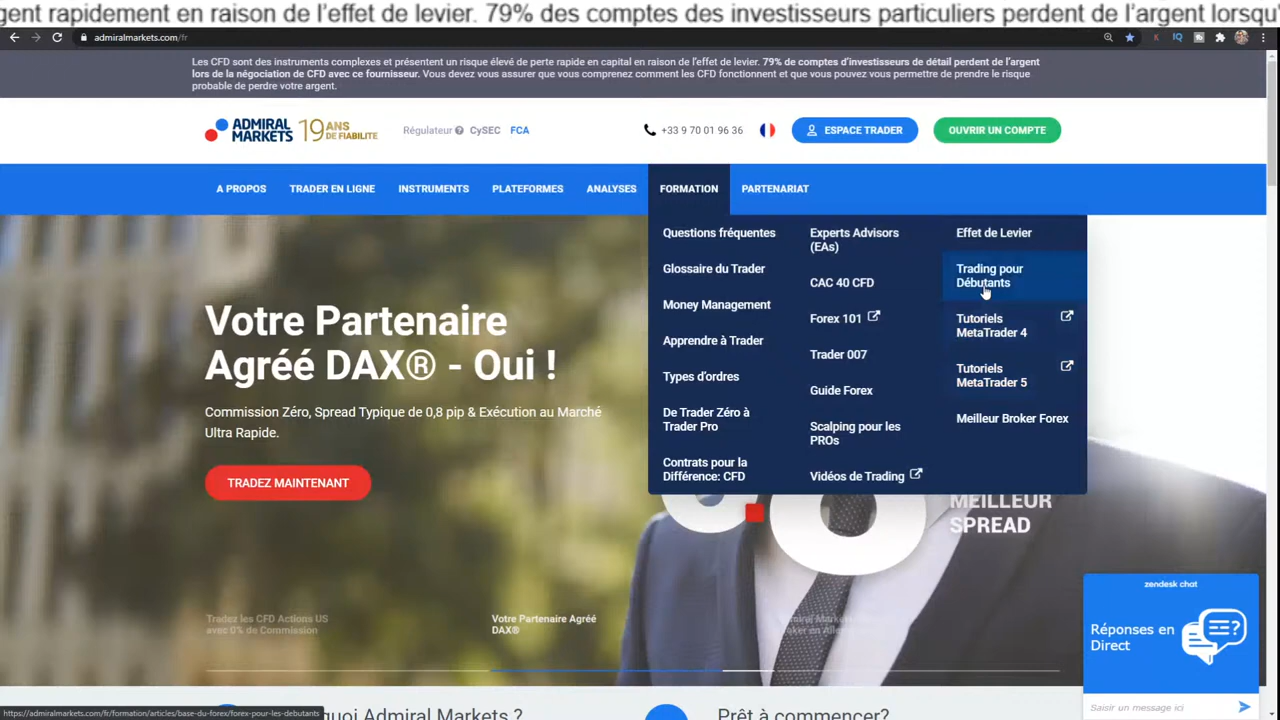 gent rapidement en raison de l'effet de levier. 79% des comptes des investisseurs particuliers perdent de l'argent lorsqu'
admiralmarkets.com/fr
Les CFD sont des instruments complexes et présentent un risque élevé de perte rapide en capital en raison de l'effet de levier. 79% de comptes d'investisseurs de détail perdent de l'argent
lors de la négociation de CFD avec ce fournisseur. Vous devez vous assurer que vous comprenez comment les CFD fonctionnent et que vous pouvez vous permettre de prendre le risque
probable de perdre votre argent.
ADMIRAL MARKETS
19 ANS DE FIABILITE
Régulateur ? CySEC FCA
+33 9 70 01 96 36
ESPACE TRADER
OUVRIR UN COMPTE
A PROPOS TRADER EN LIGNE INSTRUMENTS PLATEFORMES ANALYSES FORMATION PARTENARIAT
Questions fréquentes
Glossaire du Trader
Money Management
Apprendre à Trader
Types d'ordres
De Trader Zéro à
Trader Pro
Contrats pour la
Différence: CFD
Experts Advisors
(EAs)
CAC 40 CFD
Forex 101
Trader 007
Guide Forex
Scalping pour les
PROs
Vidéos de Trading
Effet de Levier
Trading pour
Débutants
Tutoriels
MetaTrader 4
Tutoriels
MetaTrader 5
Meilleur Broker Forex
Votre Partenaire
Agréé DAX® - Oui !
Commission Zéro, Spread Typique de 0,8 pip & Exécution au Marché
Ultra Rapide.
TRADEZ MAINTENANT
MEILLEUR
SPREAD
Tradez les CFD Actions US
avec 0% de Commission
Votre Partenaire Agréé
DAX®
zendesk chat
Réponses en
Direct
Saisir un message ici
https://admiralmarkets.com/fr/formation/articles/base-du-forex/forex-pour-les-debutants
quoi Admiral Markets ?
Prêt à commencer?